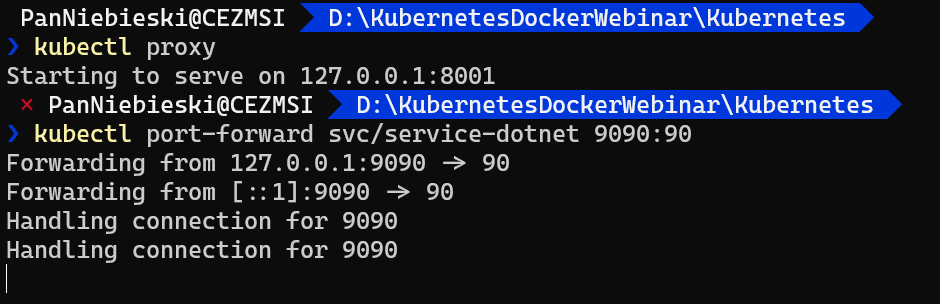 PanNiebieski@CEZMSI D:\KubernetesDockerWebinar\Kubernetes
❯ kubectl proxy
Starting to serve on 127.0.0.1:8001
× PanNiebieski@CEZMSI D:\KubernetesDockerWebinar\Kubernetes
❯ kubectl port-forward svc/service-dotnet 9090:90
Forwarding from 127.0.0.1:9090 -> 90
Forwarding from [::1]:9090 -> 90
Handling connection for 9090
Handling connection for 9090